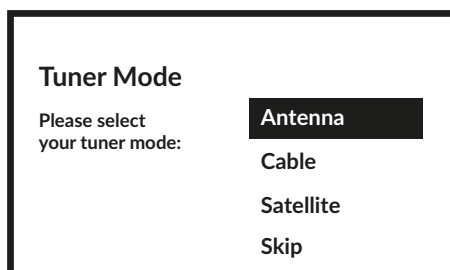 Tuner Mode
Please select
your tuner mode:
Antenna
Cable
Satellite
Skip